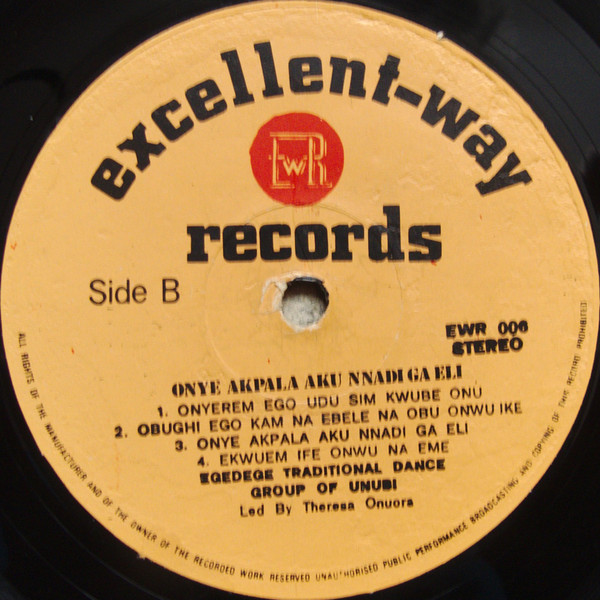 excellent-way
EWR
records
Side B
EWR 006
STEREO
ONYE AKPALA AKU NNADI GA ELI
1. ONYEREM EGO UDU SIM KWUBE ONU
2. OBUGHI EGO KAM NA EBELE NA OBU ONWU IKE
3. ONYE AKPALA AKU NNADI GA ELI
4. EKWUEM IFE ONWU NA EME
EGEDEGE TRADITIONAL DANCE
GROUP OF UNUBI
Led By Theresa Onuora
ALL RIGHTS OF THE MANUFACTURER AND OF THE OWNER OF THE RECORDED WORK RESERVED UNAUTHORISED PUBLIC PERFORMANCE BROADCASTING AND COPYING OF THIS RECORD PROHIBITED